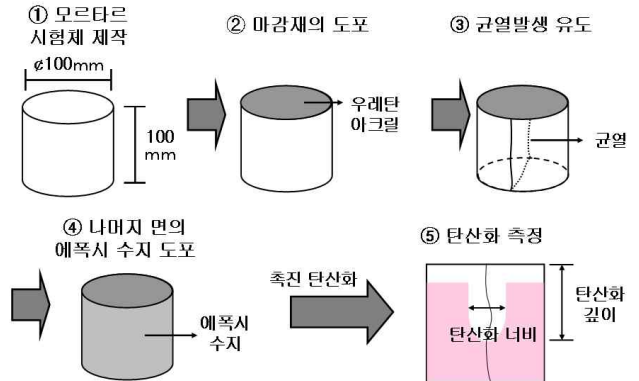 ① 모르타르
시험체 제작
¢100mm
100
mm
② 마감재의 도포
우레탄
아크릴
③ 균열발생 유도
균열
④ 나머지 면의
에폭시 수지 도포
에폭시
수지
촉진 탄산화
⑤ 탄산화 측정
탄산화
깊이
탄산화 너비